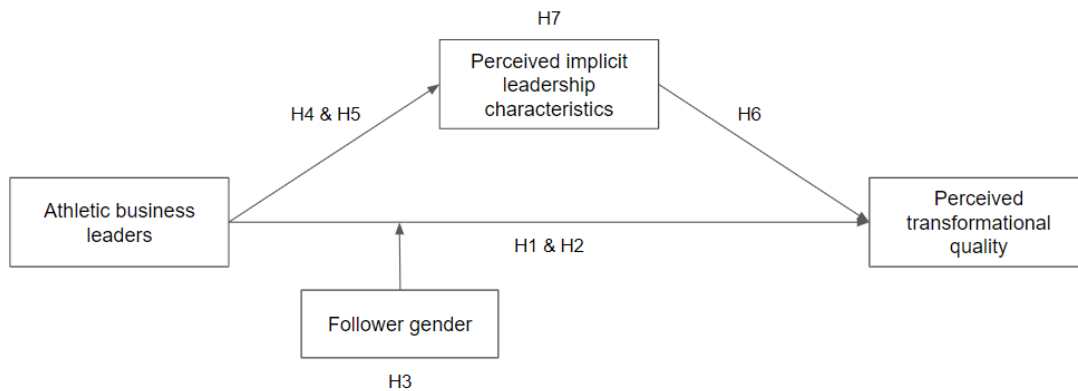 H7
Perceived implicit
leadership
characteristics
H4 & H5
H6
Athletic business
leaders
Perceived
transformational
quality
H1 & H2
Follower gender
H3